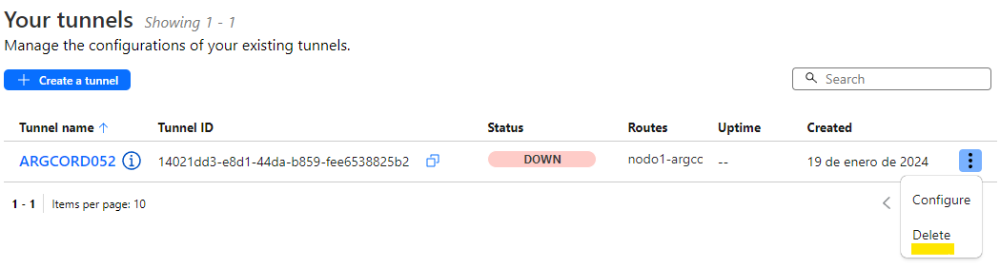 Your tunnels Showing 1 - 1
Manage the configurations of your existing tunnels.
+ Create a tunnel
Search
Tunnel name ↑ Tunnel ID Status Routes Uptime Created
ARGCORD052 14021dd3-e8d1-44da-b859-fee6538825b2 DOWN nodo1-argcc -- 19 de enero de 2024
Configure
1 - 1 Items per page: 10
Delete